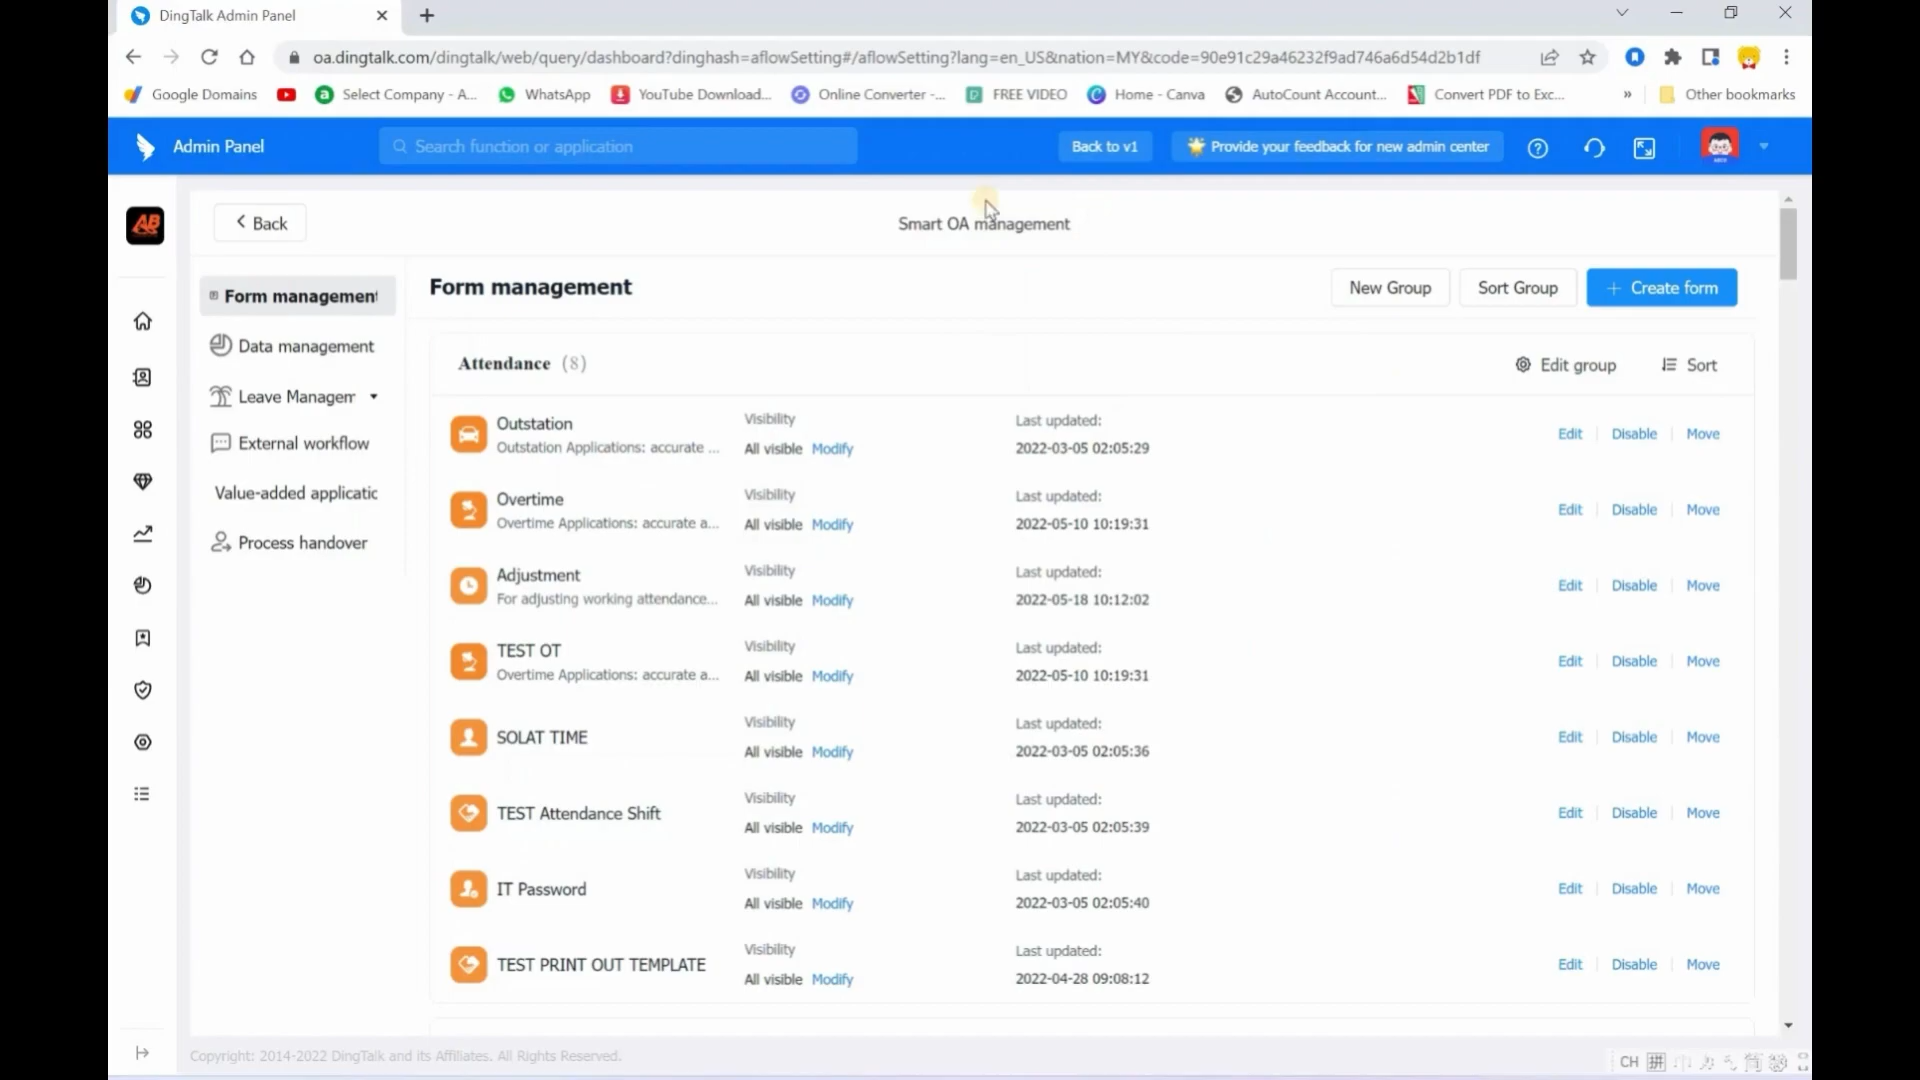 DingTalk Admin Panel
oa.dingtalk.com/dingtalk/web/query/dashboard?dinghash=aflowSetting#/aflowSetting?lang=en_US&nation=MY&code=90e91c29a46232f9ad746a6d54d2b1df
Google Domains Select Company - A... WhatsApp YouTube Download... Online Converter -... FREE VIDEO Home - Canva AutoCount Account... Convert PDF to Exc... » Other bookmarks
Admin Panel Search function or application Back to v1 Provide your feedback for new admin center
Back Smart OA management
Form management
Data management
Leave Managem
External workflow
Value-added applicatic
Process handover
Form management New Group Sort Group + Create form
Attendance (8) Edit group Sort
Outstation Visibility Last updated:
Outstation Applications: accurate ... All visible Modify 2022-03-05 02:05:29 Edit Disable Move
Overtime Visibility Last updated:
Overtime Applications: accurate a... All visible Modify 2022-05-10 10:19:31 Edit Disable Move
Adjustment Visibility Last updated:
For adjusting working attendance... All visible Modify 2022-05-18 10:12:02 Edit Disable Move
TEST OT Visibility Last updated:
Overtime Applications: accurate a... All visible Modify 2022-05-10 10:19:31 Edit Disable Move
Visibility Last updated:
SOLAT TIME All visible Modify 2022-03-05 02:05:36 Edit Disable Move
Visibility Last updated:
TEST Attendance Shift All visible Modify 2022-03-05 02:05:39 Edit Disable Move
Visibility Last updated:
IT Password All visible Modify 2022-03-05 02:05:40 Edit Disable Move
Visibility Last updated:
TEST PRINT OUT TEMPLATE All visible Modify 2022-04-28 09:08:12 Edit Disable Move
Copyright: 2014-2022 DingTalk and its Affiliates. All Rights Reserved.
CH 拼